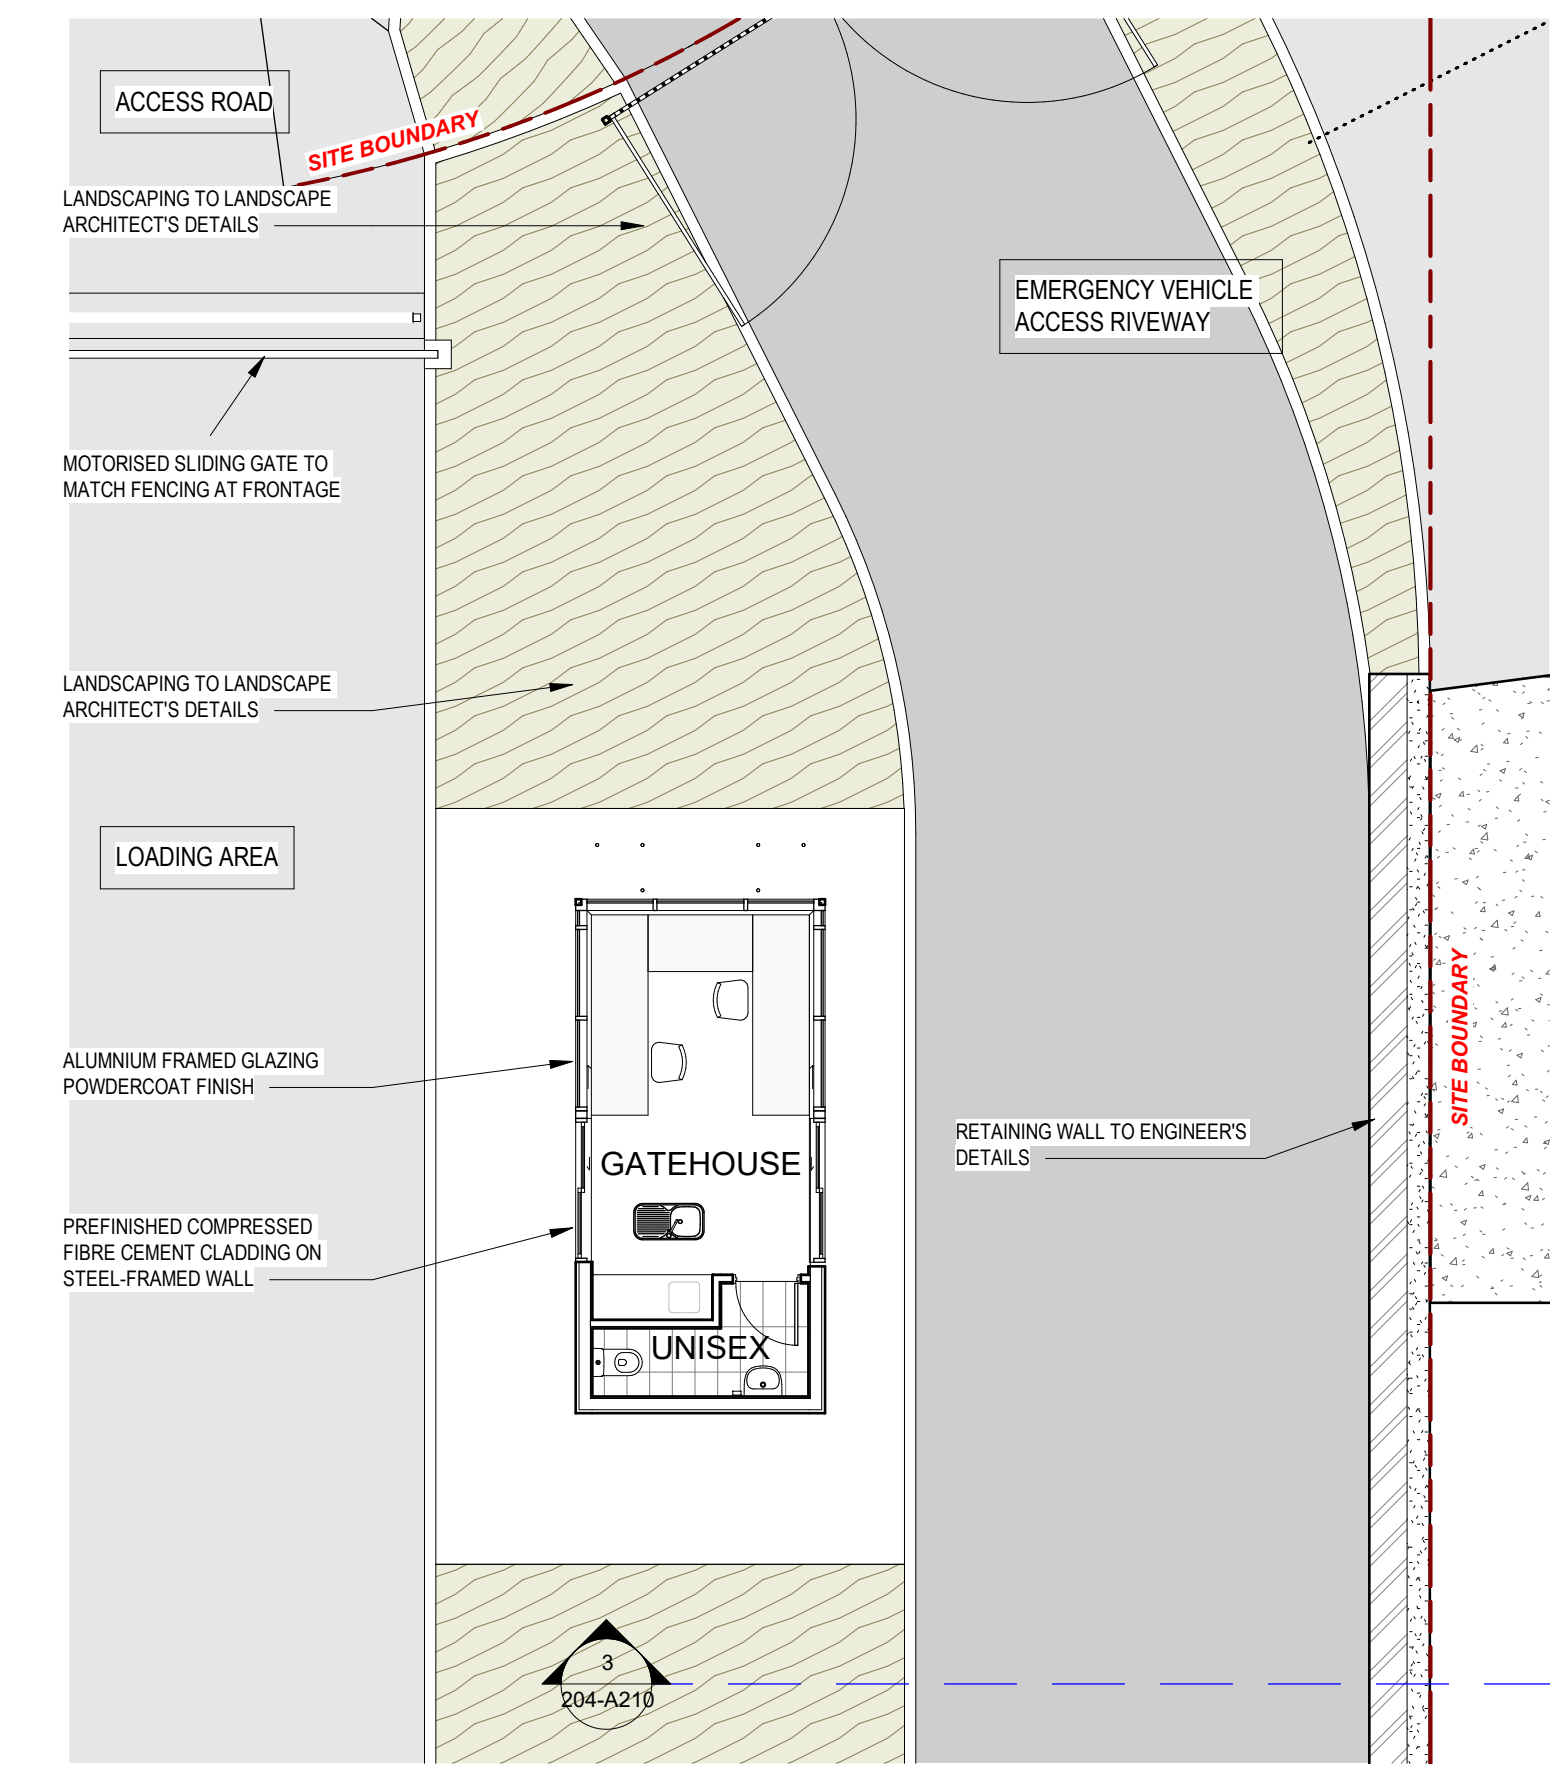 ACCESS ROAD
SITE BOUNDARY
LANDSCAPING TO LANDSCAPE
ARCHITECT'S DETAILS
EMERGENCY VEHICLE
ACCESS RIVEWAY
MOTORISED SLIDING GATE TO
MATCH FENCING AT FRONTAGE
LANDSCAPING TO LANDSCAPE
ARCHITECT'S DETAILS
LOADING AREA
SITE BOUNDARY
ALUMNIUM FRAMED GLAZING
POWDERCOAT FINISH
RETAINING WALL TO ENGINEER'S
DETAILS
GATEHOUSE
PREFINISHED COMPRESSED
FIBRE CEMENT CLADDING ON
STEEL-FRAMED WALL
UNISEX
3
204-A210